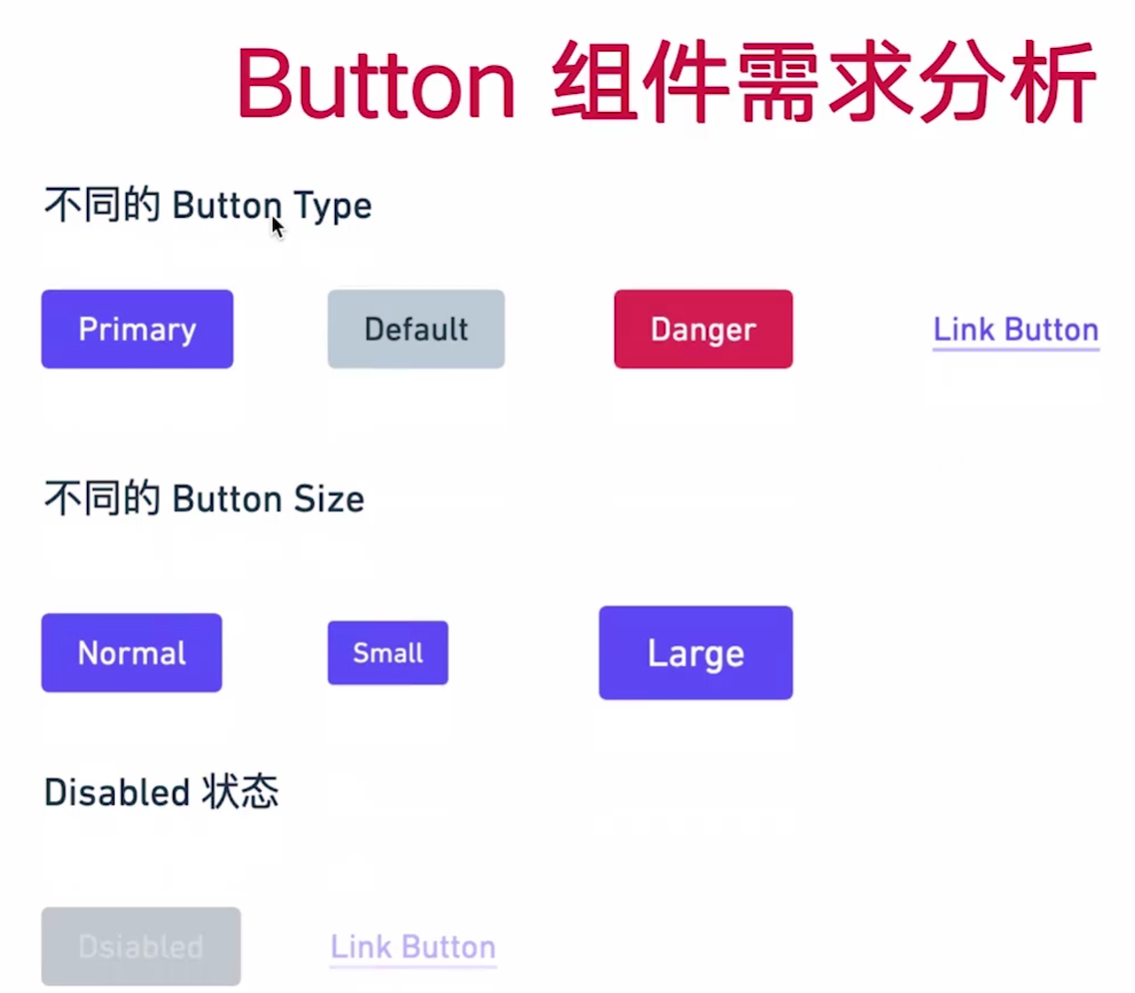 Button 组件需求分析
不同的 Button Type
Primary Default Danger Link Button
不同的 Button Size
Normal Small Large
Disabled 状态
Dsiabled Link Button